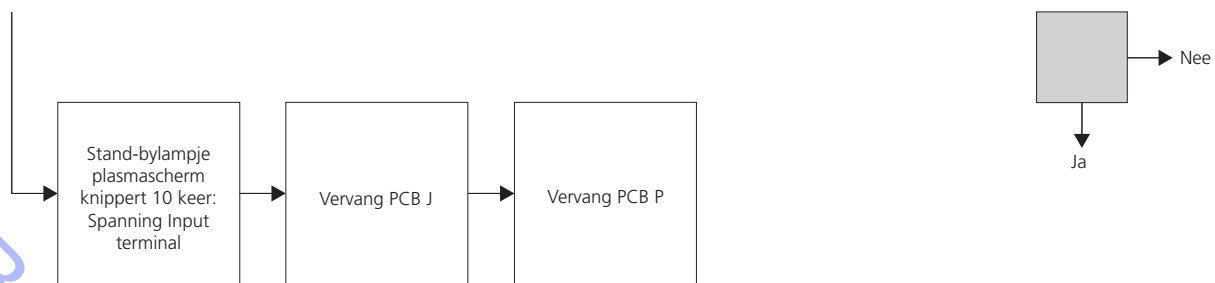 Nee
Ja
Stand-bylampje
plasmascherm
knippert 10 keer:
Spanning Input
terminal
Vervang PCB J
Vervang PCB P